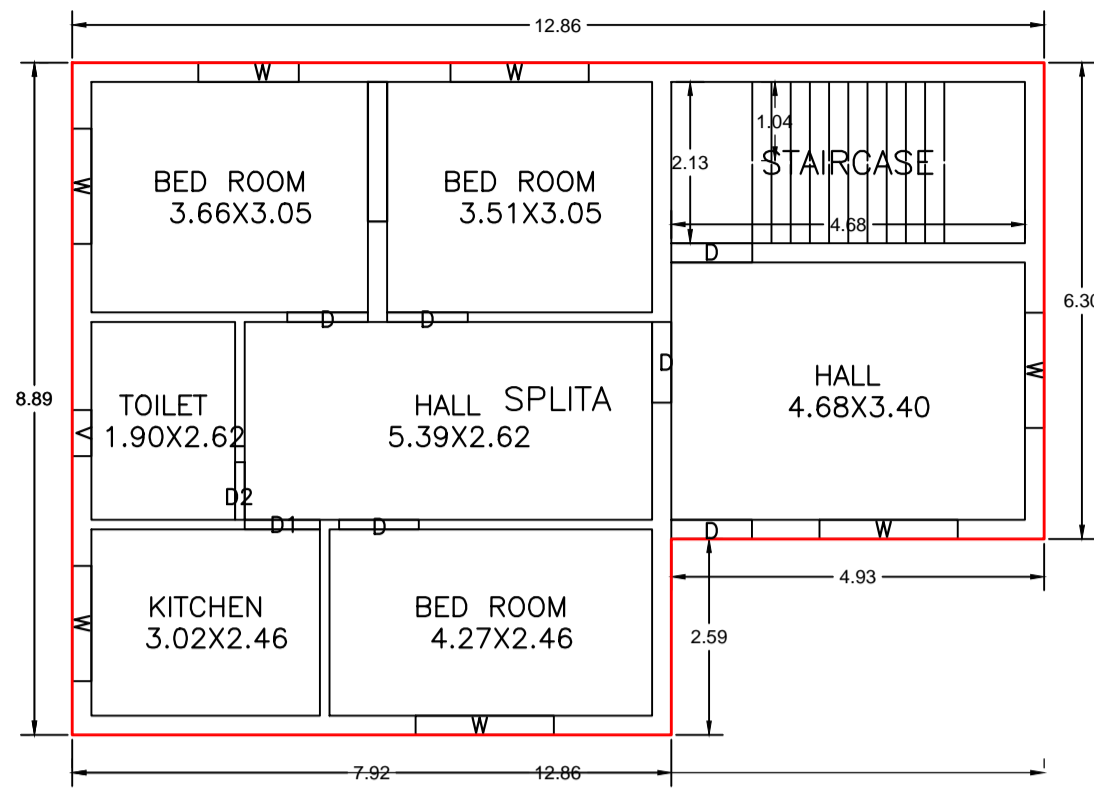 12.86
W
W
1.04
2.13
STAIRCASE
W
BED ROOM
3.66X3.05
BED ROOM
3.51X3.05
4.68
D
6.30
D
D
D
W
8.89
TOILET
1.90X2.62
HALL
5.39X2.62
SPLITA
HALL
4.68X3.40
V
D2
D1
D
D
W
4.93
KITCHEN
3.02X2.46
BED ROOM
4.27X2.46
W
2.59
W
7.92
12.86